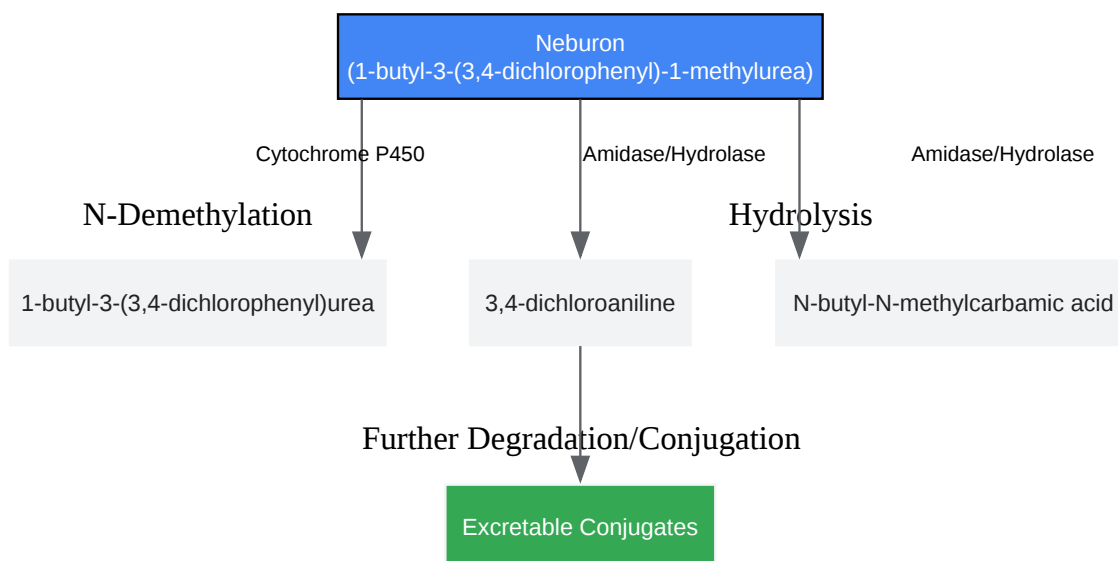 Neburon
(1-butyl-3-(3,4-dichlorophenyl)-1-methylurea)
Cytochrome P450
Amidase/Hydrolase
Amidase/Hydrolase
N-Demethylation
Hydrolysis
1-butyl-3-(3,4-dichlorophenyl)urea
3,4-dichloroaniline
N-butyl-N-methylcarbamic acid
Further Degradation/Conjugation
Excretable Conjugates